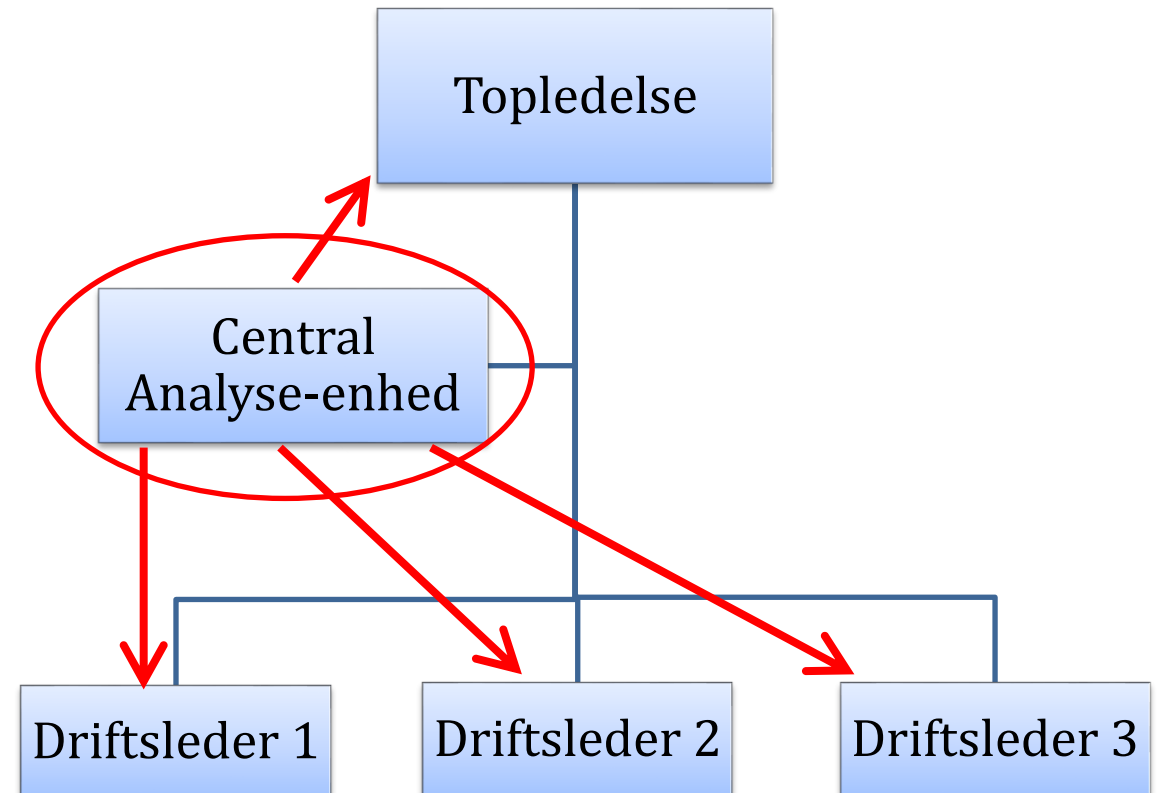 Topledelse
Central
Analyse-enhed
Driftsleder 1
Driftsleder 2
Driftsleder 3